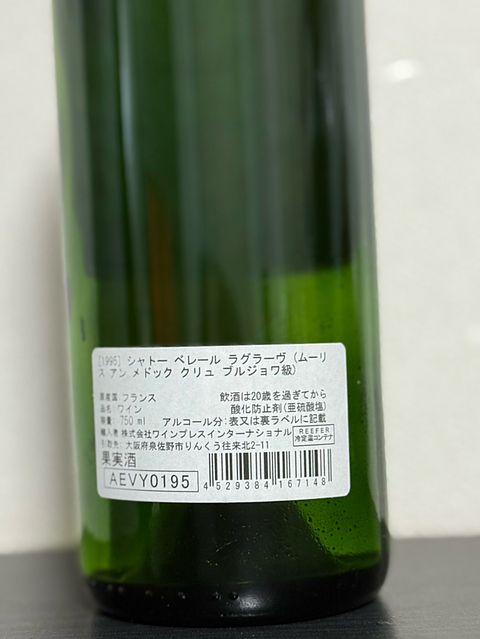 [1995] シャトー ベレール ラグラーヴ (ムーリ
ス アン メドック クリュ ブルジョワ級)
原産国:フランス 飲酒は20歳を過ぎてから
品名:ワイン 酸化防止剤(亜硫酸塩)
容量:750 ml アルコール分:表又は裏ラベルに記載
輸入者:株式会社ワインプレスインターナショナル
REEFER
冷定温コンテナ
引取先:大阪府泉佐野市りんくう往来北2-11
果実酒
AEVY0195
4 529384 167148